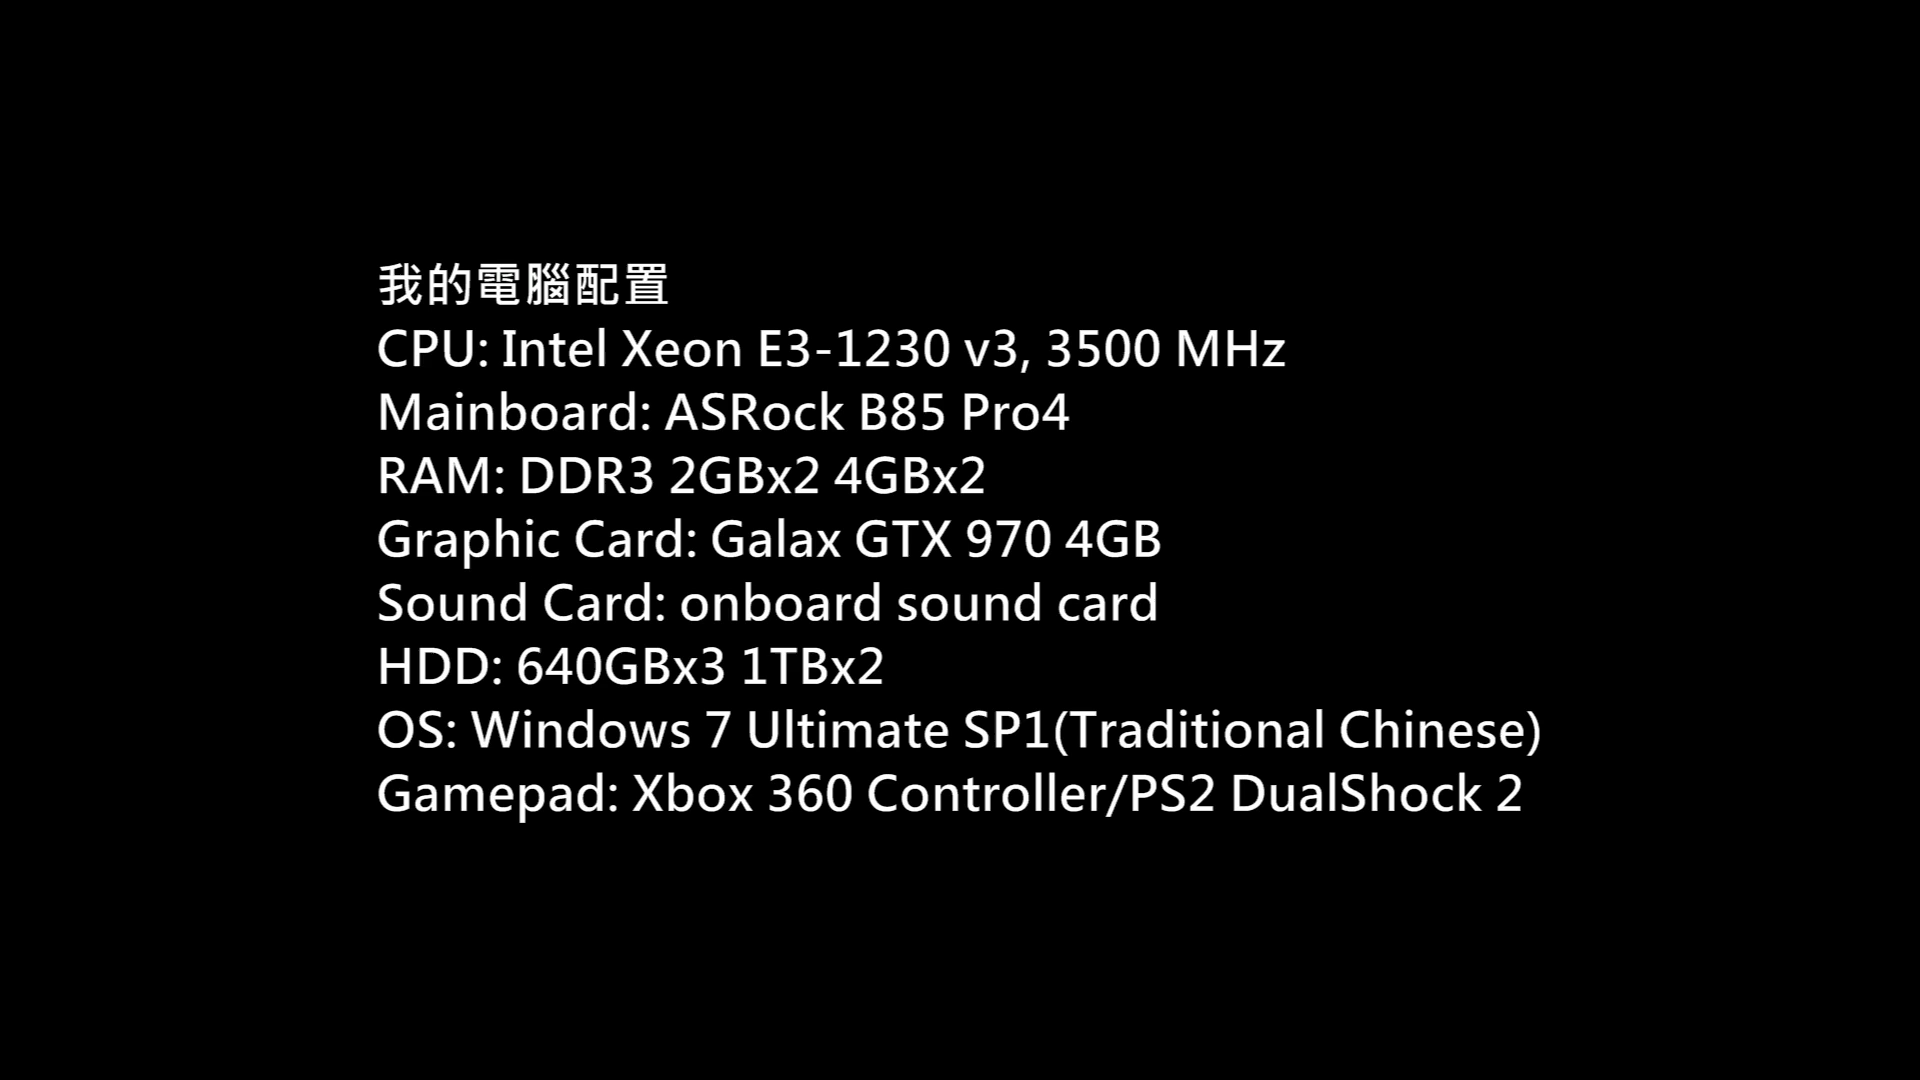 我的電腦配置
CPU: Intel Xeon E3-1230 v3, 3500 MHz
Mainboard: ASRock B85 Pro4
RAM: DDR3 2GBx2 4GBx2
Graphic Card: Galax GTX 970 4GB
Sound Card: onboard sound card
HDD: 640GBx3 1TBx2
OS: Windows 7 Ultimate SP1(Traditional Chinese)
Gamepad: Xbox 360 Controller/PS2 DualShock 2